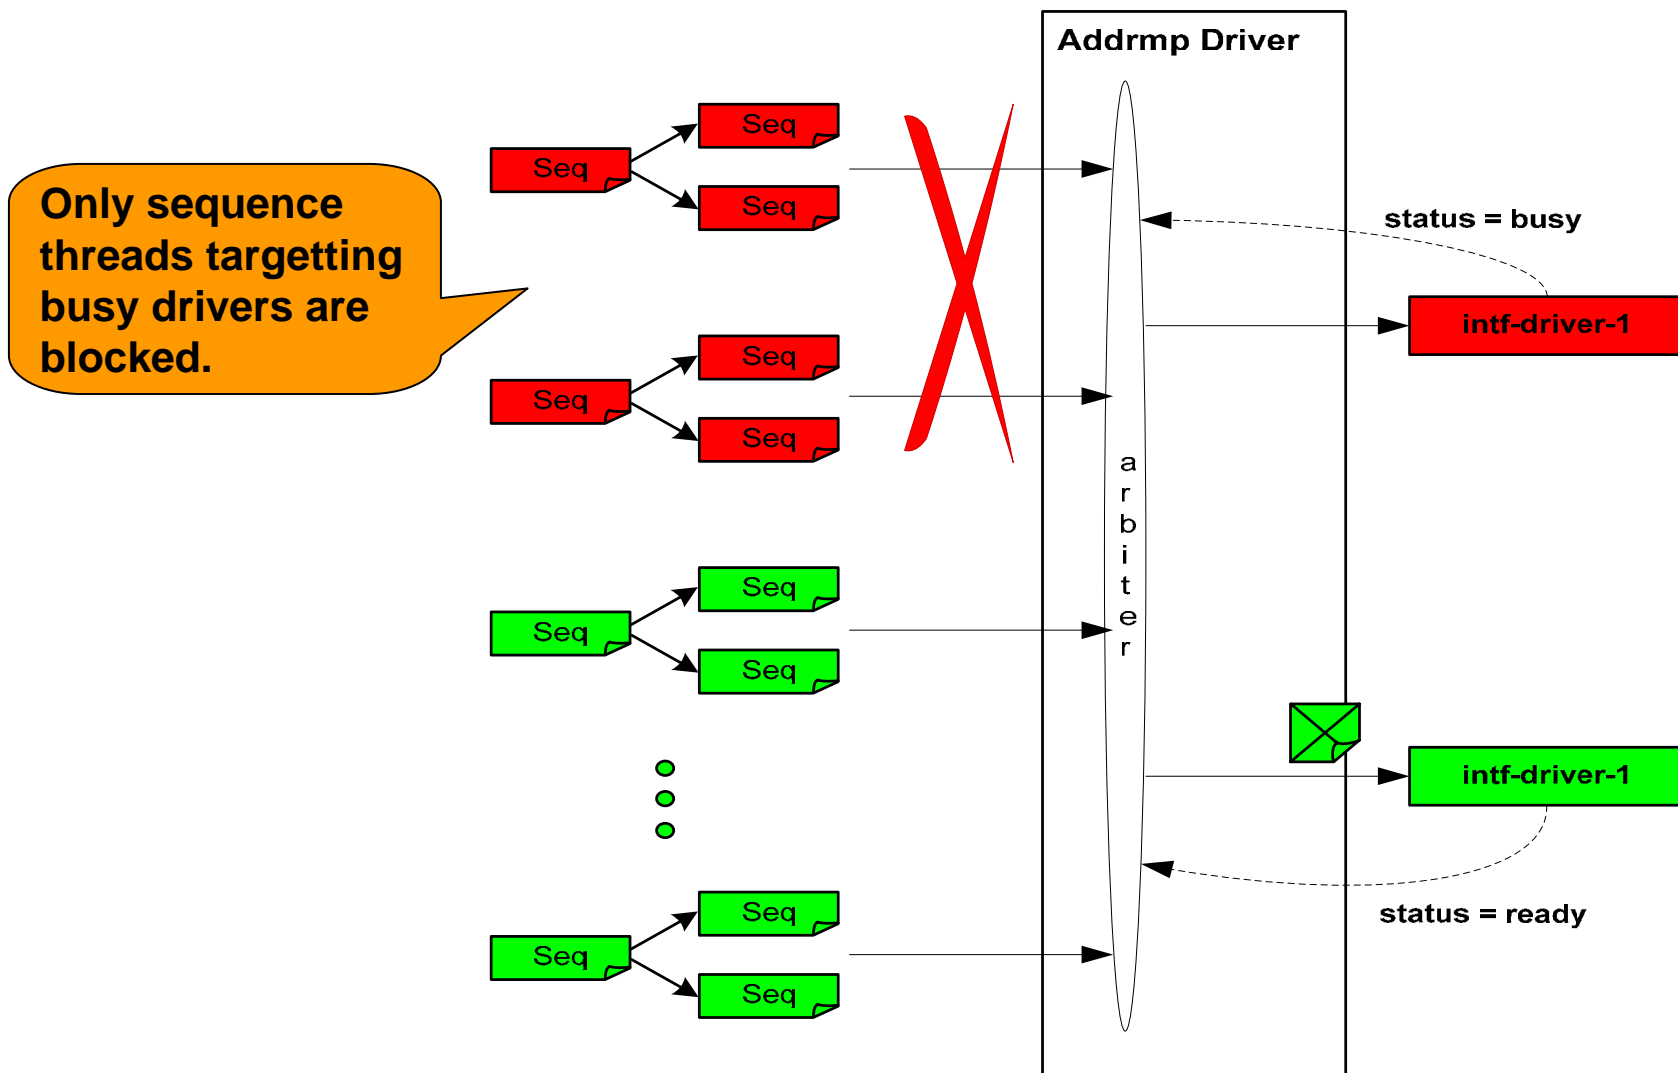 Addrmp Driver
Seq
Seq
Seq
Only sequence
threads targetting
busy drivers are
blocked.
status = busy
intf-driver-1
Seq
Seq
Seq
arbiter
Seq
Seq
Seq
intf-driver-1
status = ready
Seq
Seq
Seq